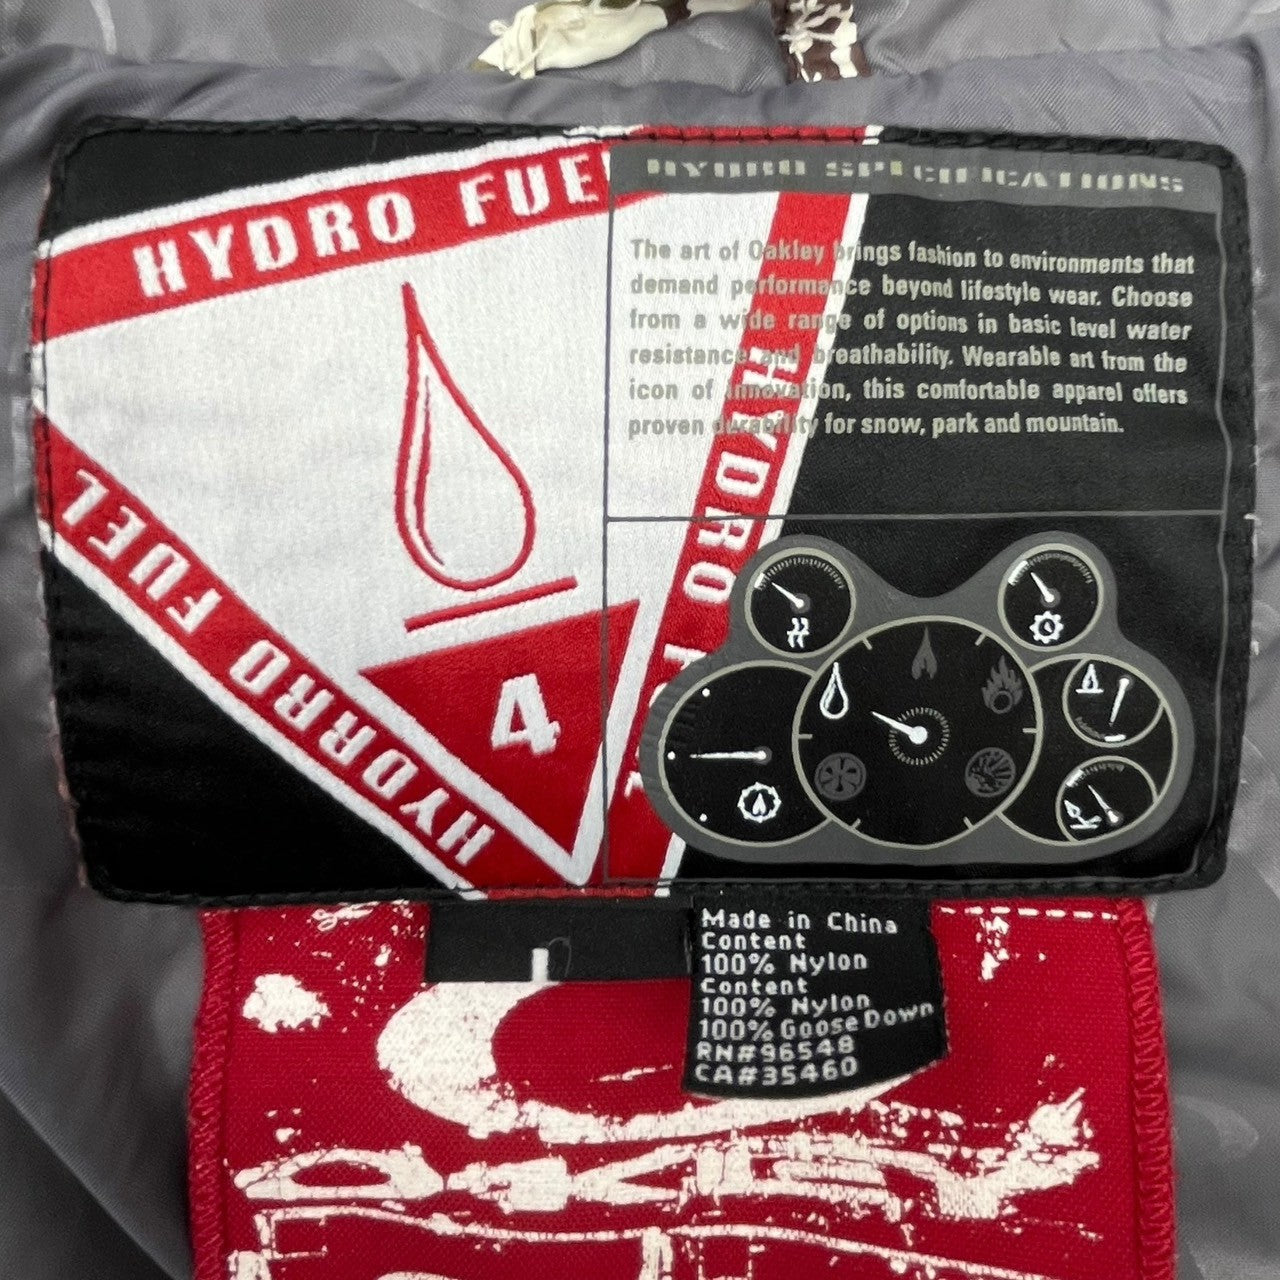 HYDRO FUEL
HYDRO SPECIFICATIONS
The art of Oakley brings fashion to environments that
demand performance beyond lifestyle wear. Choose
from a wide range of options in basic level water
resistance and breathability. Wearable art from the
icon of innovation, this comfortable apparel offers
proven durability for snow, park and mountain.
HYDRO FUEL
HYDRO
4
L
Made in China
Content
100% Nylon
Content
100% Nylon
100% Goose Down
RN#96548
CA#35460
OAKLEY